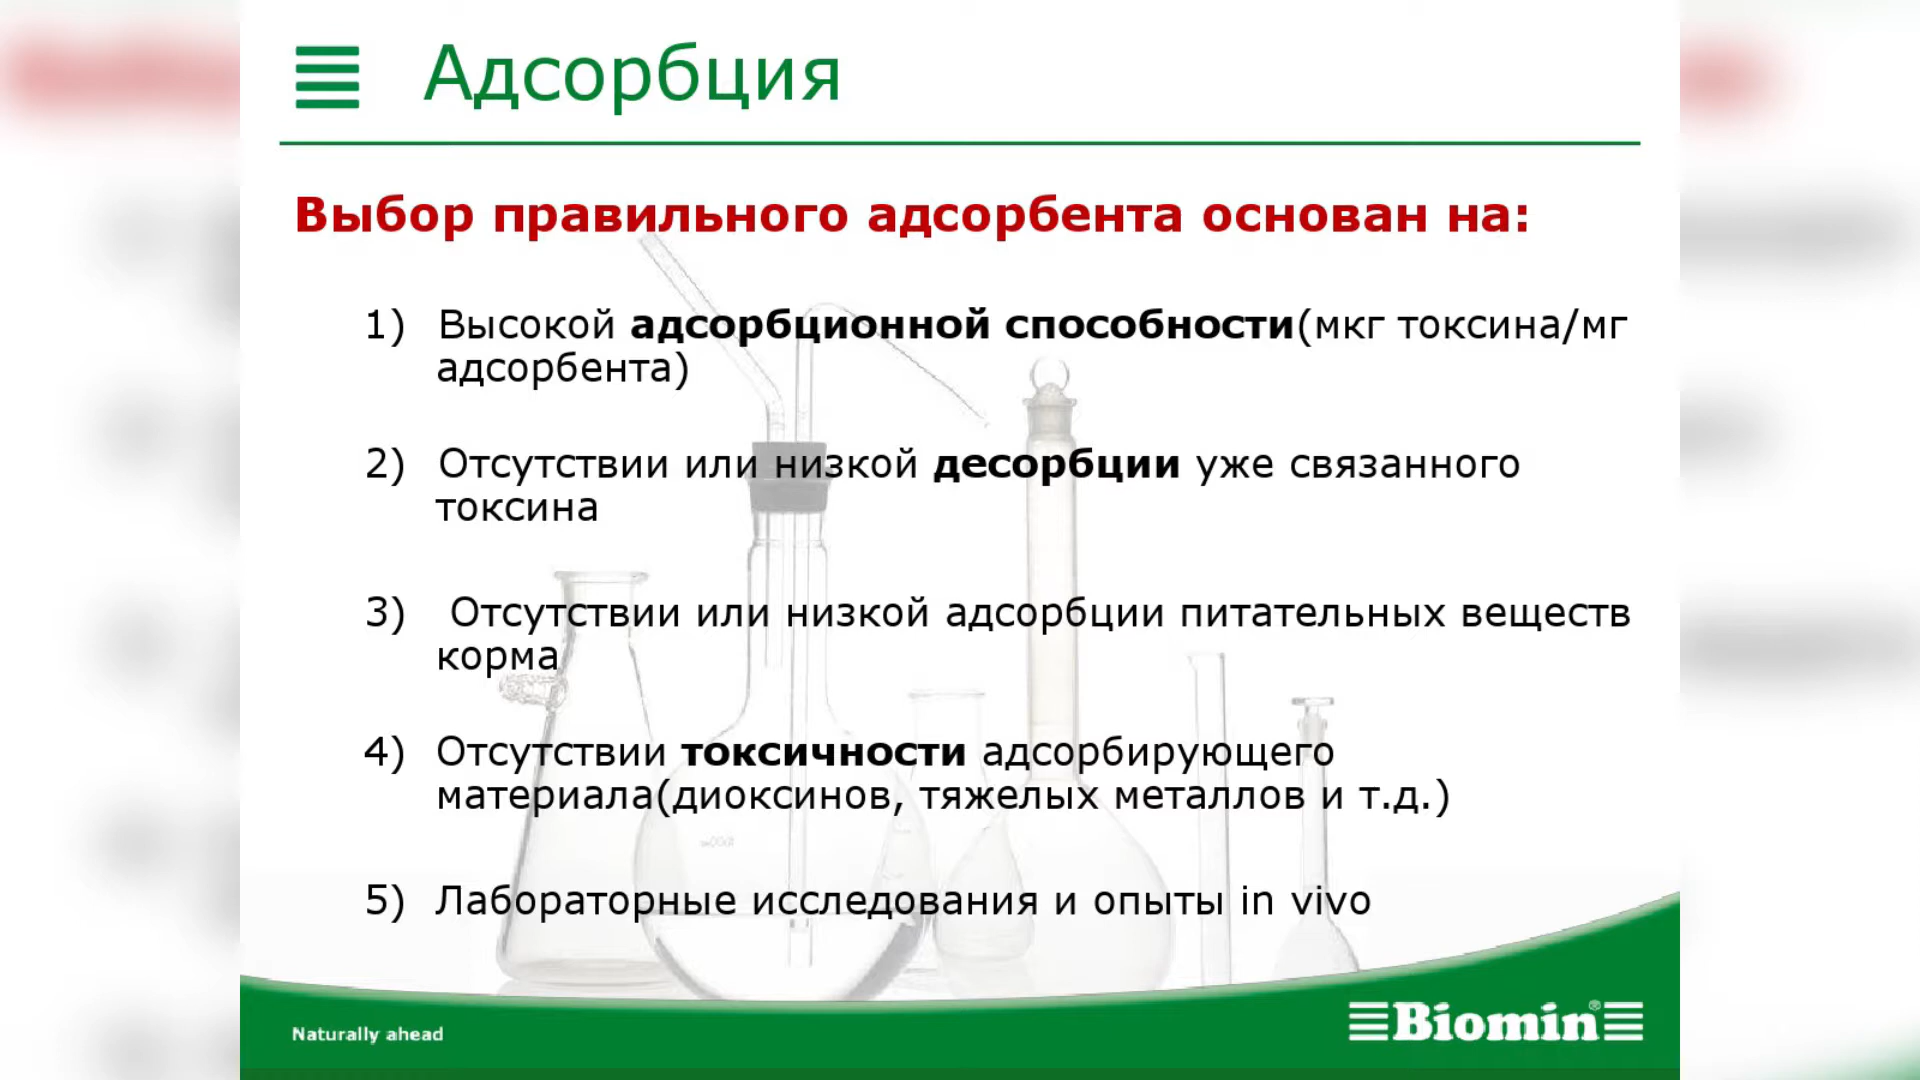 Адсорбция
Выбор правильного адсорбента основан на:
1) Высокой адсорбционной способности(мкг токсина/мг
адсорбента)
2) Отсутствии или низкой десорбции уже связанного
токсина
3) Отсутствии или низкой адсорбции питательных веществ
корма
4) Отсутствии токсичности адсорбирующего
материала(диоксинов, тяжелых металлов и т.д.)
5) Лабораторные исследования и опыты in vivo
Naturally ahead
Biomin®